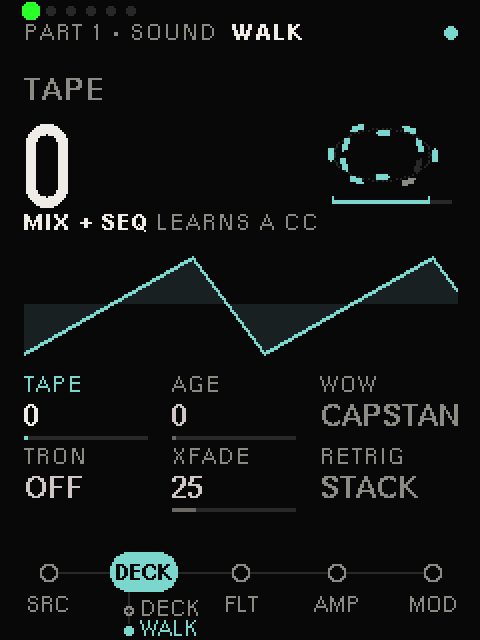 PART 1 · SOUND WALK
TAPE
0
MIX + SEQ LEARNS A CC
TAPE AGE WOW
0 0 CAPSTAN
TRON XFADE RETRIG
OFF 25 STACK
DECK
SRC FLT AMP MOD
DECK
WALK